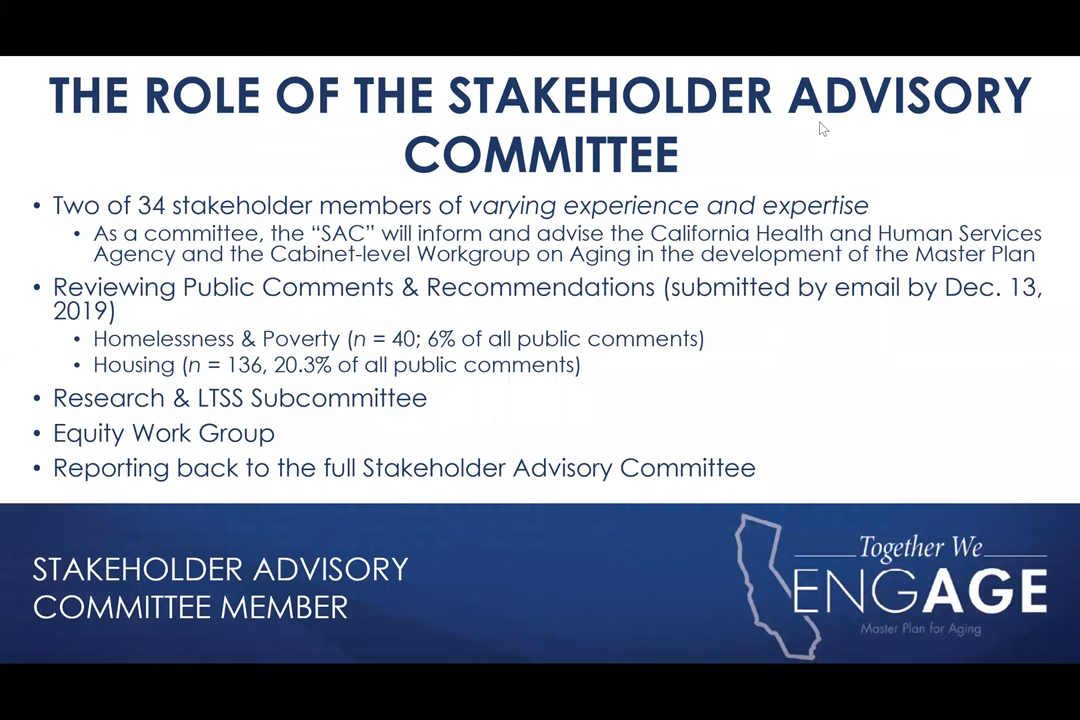 THE ROLE OF THE STAKEHOLDER ADVISORY
COMMITTEE
• Two of 34 stakeholder members of varying experience and expertise
• As a committee, the “SAC” will inform and advise the California Health and Human Services
Agency and the Cabinet-level Workgroup on Aging in the development of the Master Plan
• Reviewing Public Comments & Recommendations (submitted by email by Dec. 13,
2019)
• Homelessness & Poverty (n = 40; 6% of all public comments)
• Housing (n = 136, 20.3% of all public comments)
• Research & LTSS Subcommittee
• Equity Work Group
• Reporting back to the full Stakeholder Advisory Committee
STAKEHOLDER ADVISORY
COMMITTEE MEMBER
Together We
ENGAGE
Master Plan for Aging